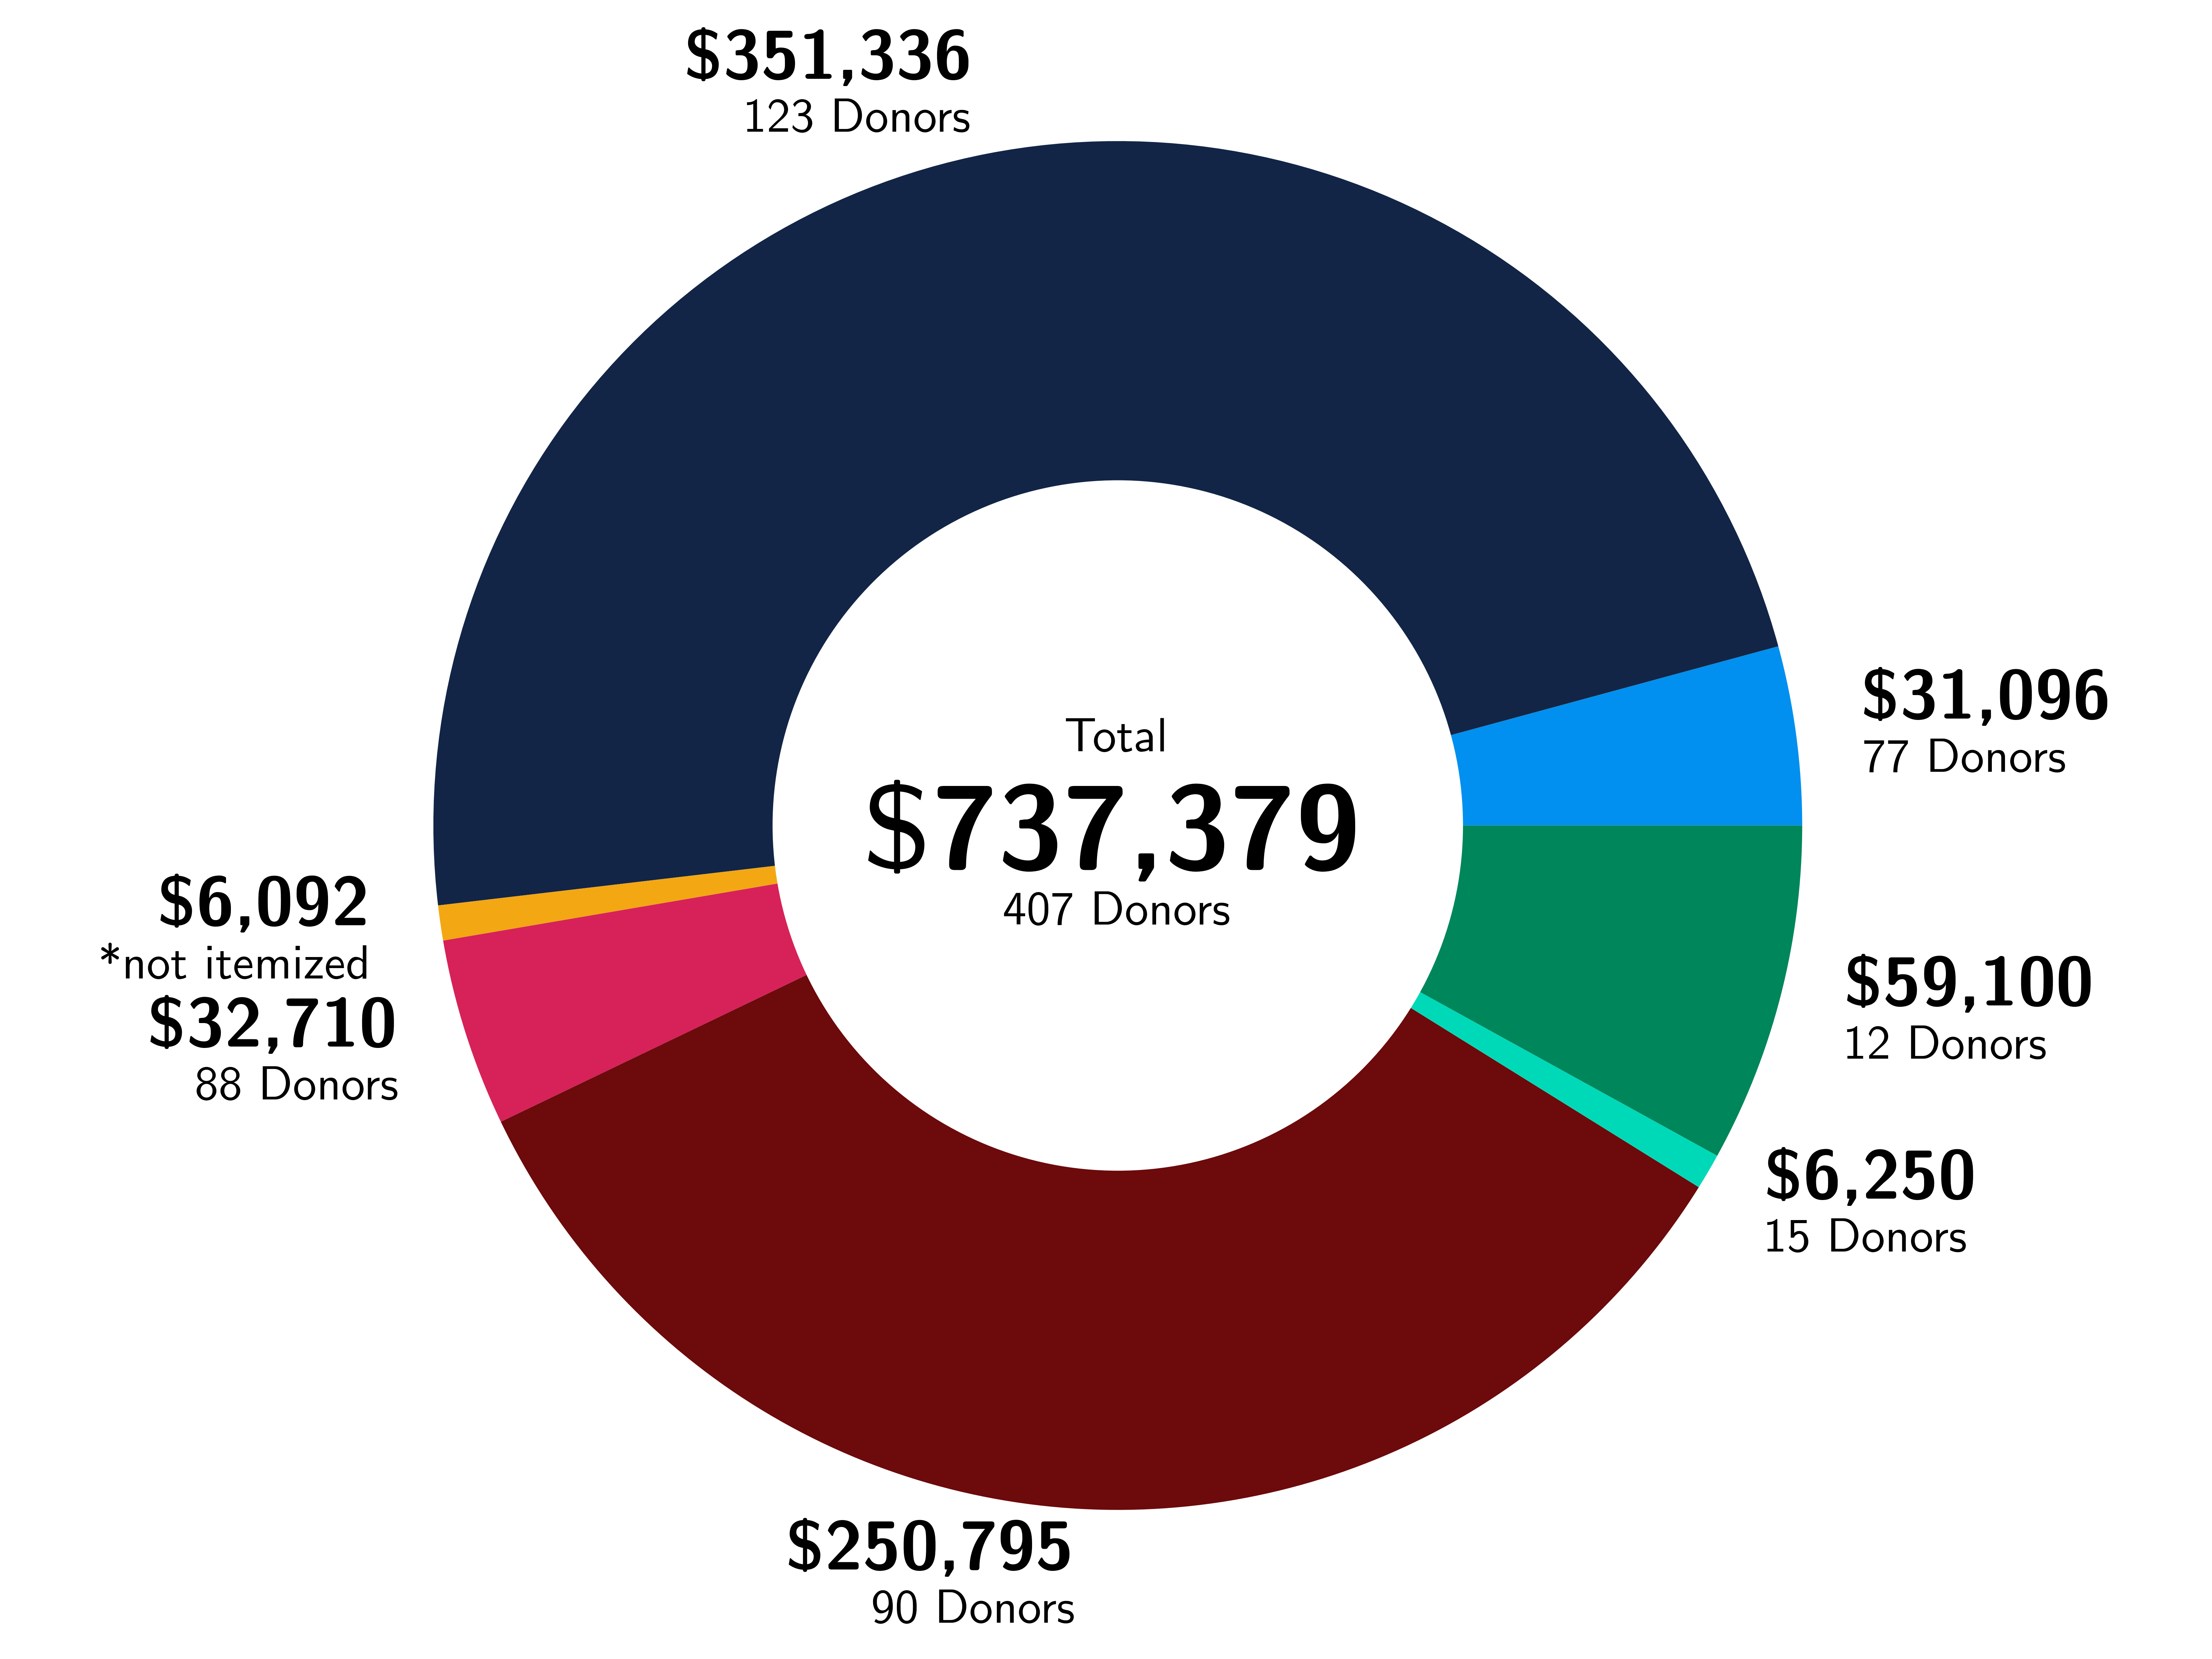 $351,336
123 Donors
$31,096
77 Donors
Total
$737,379
407 Donors
$6,092
*not itemized
$32,710
88 Donors
$59,100
12 Donors
$6,250
15 Donors
$250,795
90 Donors